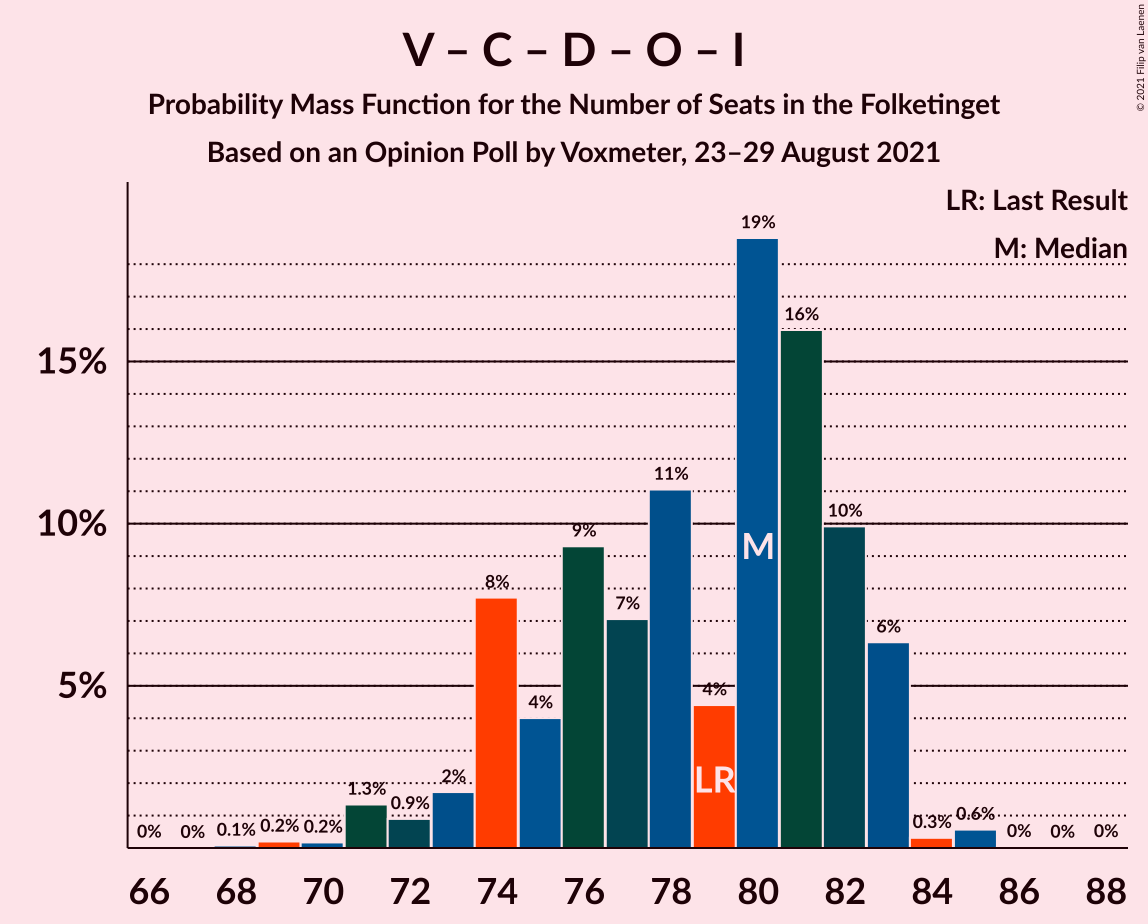 V – C – D – O – I
Probability Mass Function for the Number of Seats in the Folketinget
Based on an Opinion Poll by Voxmeter, 23–29 August 2021
© 2021 Filip van Laenen
LR: Last Result
M: Median
15%
10%
5%
0%
0%
0.1%
0.2%
0.2%
1.3%
0.9%
2%
8%
4%
9%
7%
11%
4%
19%
16%
10%
6%
0.3%
0.6%
0%
0%
0%
LR
M
66 68 70 72 74 76 78 80 82 84 86 88